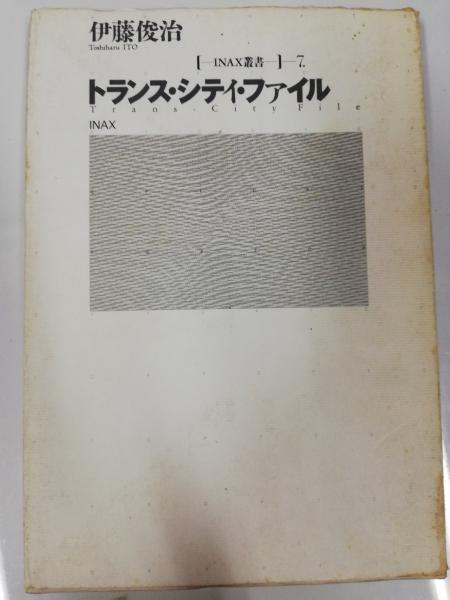 伊藤俊治
Toshiharu ITO
[—INAX叢書—]—7.
トランス・シティ・ファイル
Trans-City File
INAX